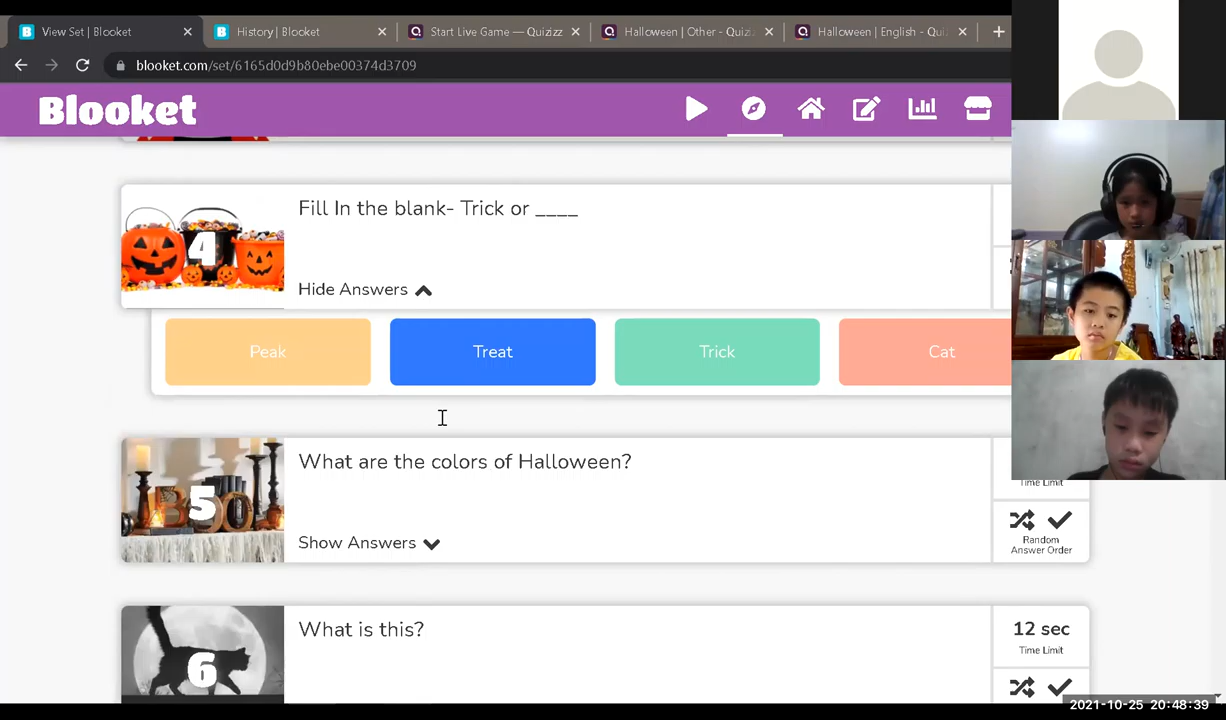 View Set | Blooket
History | Blooket
Start Live Game — Quizizz
Halloween | Other - Quiz
Halloween | English - Qu
blooket.com/set/6165d0d9b80ebe00374d3709
Blooket
4
Fill In the blank- Trick or ____
Hide Answers
Peak
Treat
Trick
Cat
5
What are the colors of Halloween?
Show Answers
Time Limit
Random
Answer Order
6
What is this?
12 sec
Time Limit
2021-10-25 20:48:39